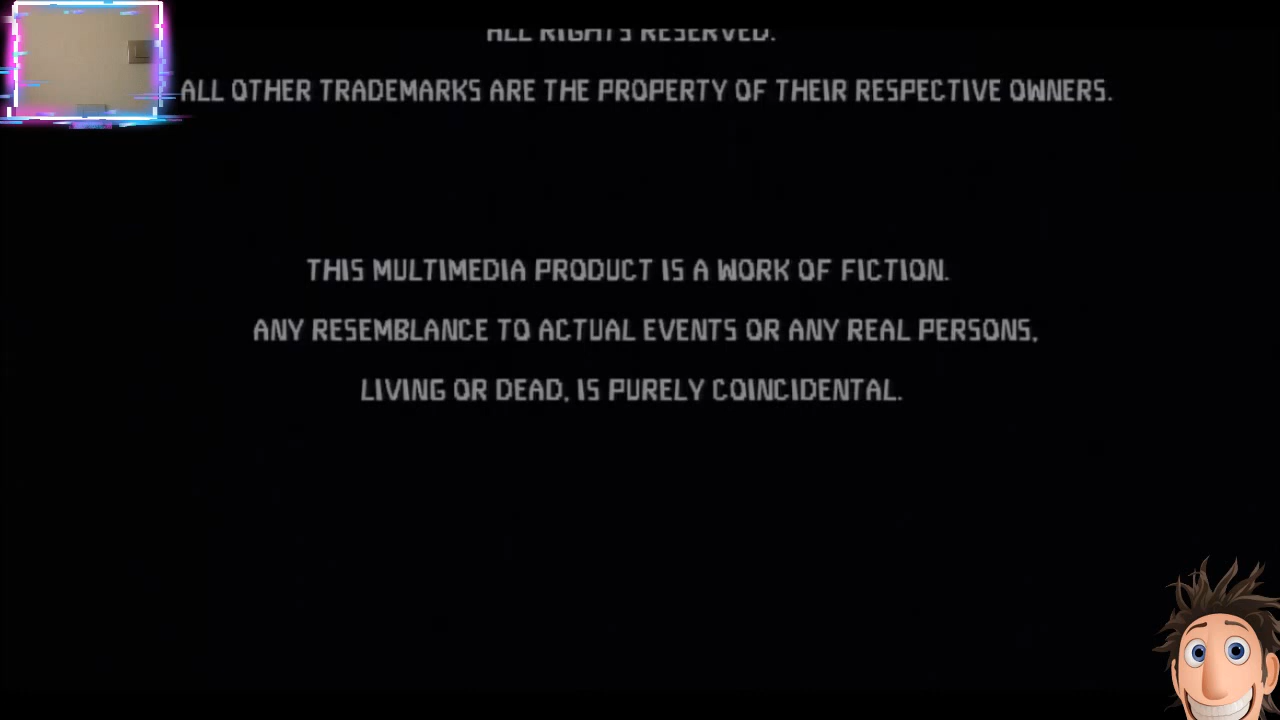 ALL RIGHTS RESERVED.
ALL OTHER TRADEMARKS ARE THE PROPERTY OF THEIR RESPECTIVE OWNERS.
THIS MULTIMEDIA PRODUCT IS A WORK OF FICTION.
ANY RESEMBLANCE TO ACTUAL EVENTS OR ANY REAL PERSONS,
LIVING OR DEAD, IS PURELY COINCIDENTAL.